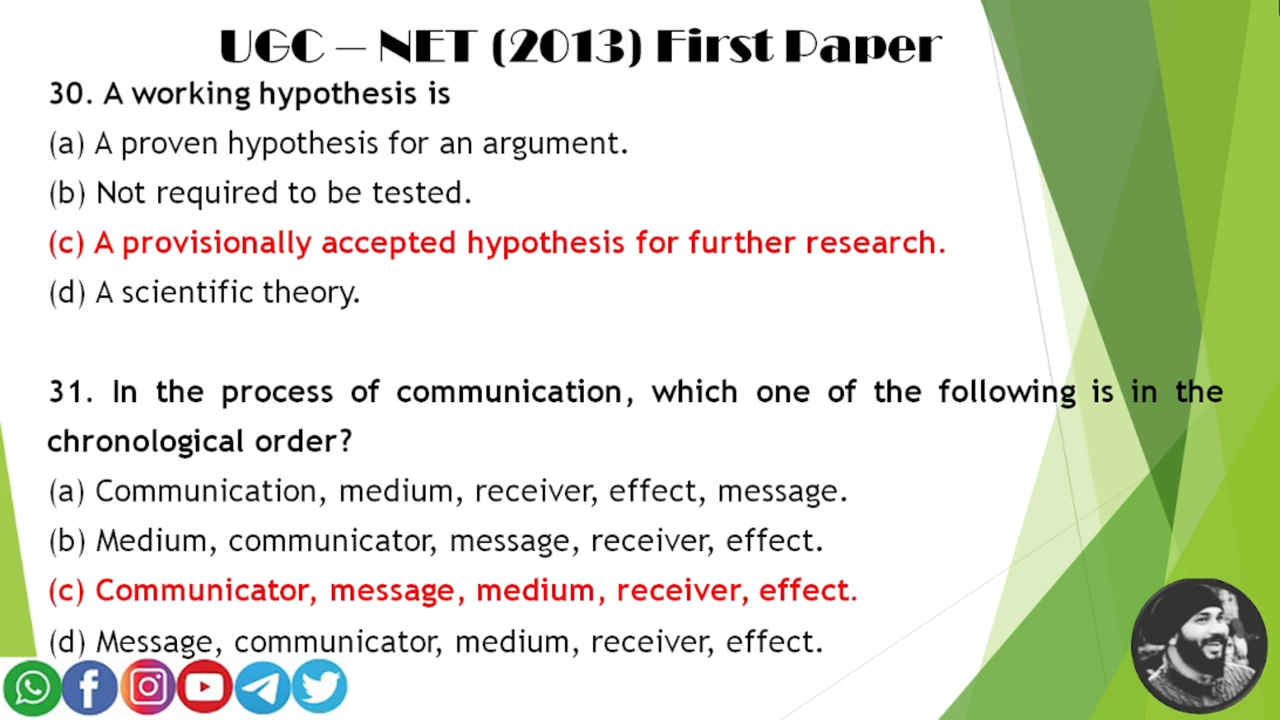 UGC – NET (2013) First Paper
30. A working hypothesis is
(a) A proven hypothesis for an argument.
(b) Not required to be tested.
(c) A provisionally accepted hypothesis for further research.
(d) A scientific theory.
31. In the process of communication, which one of the following is in the
chronological order?
(a) Communication, medium, receiver, effect, message.
(b) Medium, communicator, message, receiver, effect.
(c) Communicator, message, medium, receiver, effect.
(d) Message, communicator, medium, receiver, effect.